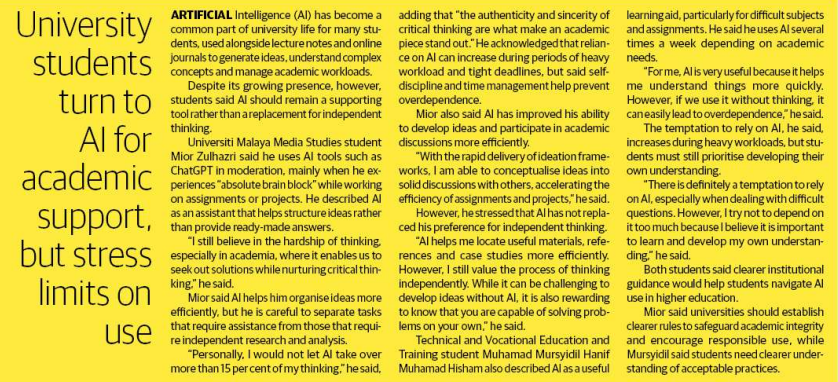 University
students
turn to
AI for
academic
support,
but stress
limits on
use
ARTIFICIAL Intelligence (AI) has become a
common part of university life for many stu-
dents, used alongside lecture notes and online
journals to generate ideas, understand complex
concepts and manage academic workloads.
Despite its growing presence, however,
students said AI should remain a supporting
tool rather than a replacement for independent
thinking.
Universiti Malaya Media Studies student
Mior Zulhazri said he uses AI tools such as
ChatGPT in moderation, mainly when he ex-
periences "absolute brain block" while working
on assignments or projects. He described AI
as an assistant that helps structure ideas rather
than provide ready-made answers.
"I still believe in the hardship of thinking,
especially in academia, where it enables us to
seek out solutions while nurturing critical thin-
king," he said.
Mior said AI helps him organise ideas more
efficiently, but he is careful to separate tasks
that require assistance from those that requi-
re independent research and analysis.
"Personally, I would not let AI take over
more than 15 per cent of my thinking," he said,
adding that "the authenticity and sincerity of
critical thinking are what make an academic
piece stand out." He acknowledged that relian-
ce on AI can increase during periods of heavy
workload and tight deadlines, but said self-
discipline and time management help prevent
overdependence.
Mior also said AI has improved his ability
to develop ideas and participate in academic
discussions more efficiently.
"With the rapid delivery of ideation frame-
works, I am able to conceptualise ideas into
solid discussions with others, accelerating the
efficiency of assignments and projects," he said.
However, he stressed that AI has not repla-
ced his preference for independent thinking.
"AI helps me locate useful materials, refe-
rences and case studies more efficiently.
However, I still value the process of thinking
independently. While it can be challenging to
develop ideas without AI, it is also rewarding
to know that you are capable of solving prob-
lems on your own," he said.
Technical and Vocational Education and
Training student Muhamad Mursyidil Hanif
Muhamad Hisham also described AI as a useful
learning aid, particularly for difficult subjects
and assignments. He said he uses AI several
times a week depending on academic
needs.
"For me, AI is very useful because it helps
me understand things more quickly.
However, if we use it without thinking, it
can easily lead to overdependence," he said.
The temptation to rely on AI, he said,
increases during heavy workloads, but stu-
dents must still prioritise developing their
own understanding.
"There is definitely a temptation to rely
on AI, especially when dealing with difficult
questions. However, I try not to depend on
it too much because I believe it is important
to learn and develop my own understan-
ding," he said.
Both students said clearer institutional
guidance would help students navigate AI
use in higher education.
Mior said universities should establish
clearer rules to safeguard academic integrity
and encourage responsible use, while
Mursyidil said students need clearer under-
standing of acceptable practices.